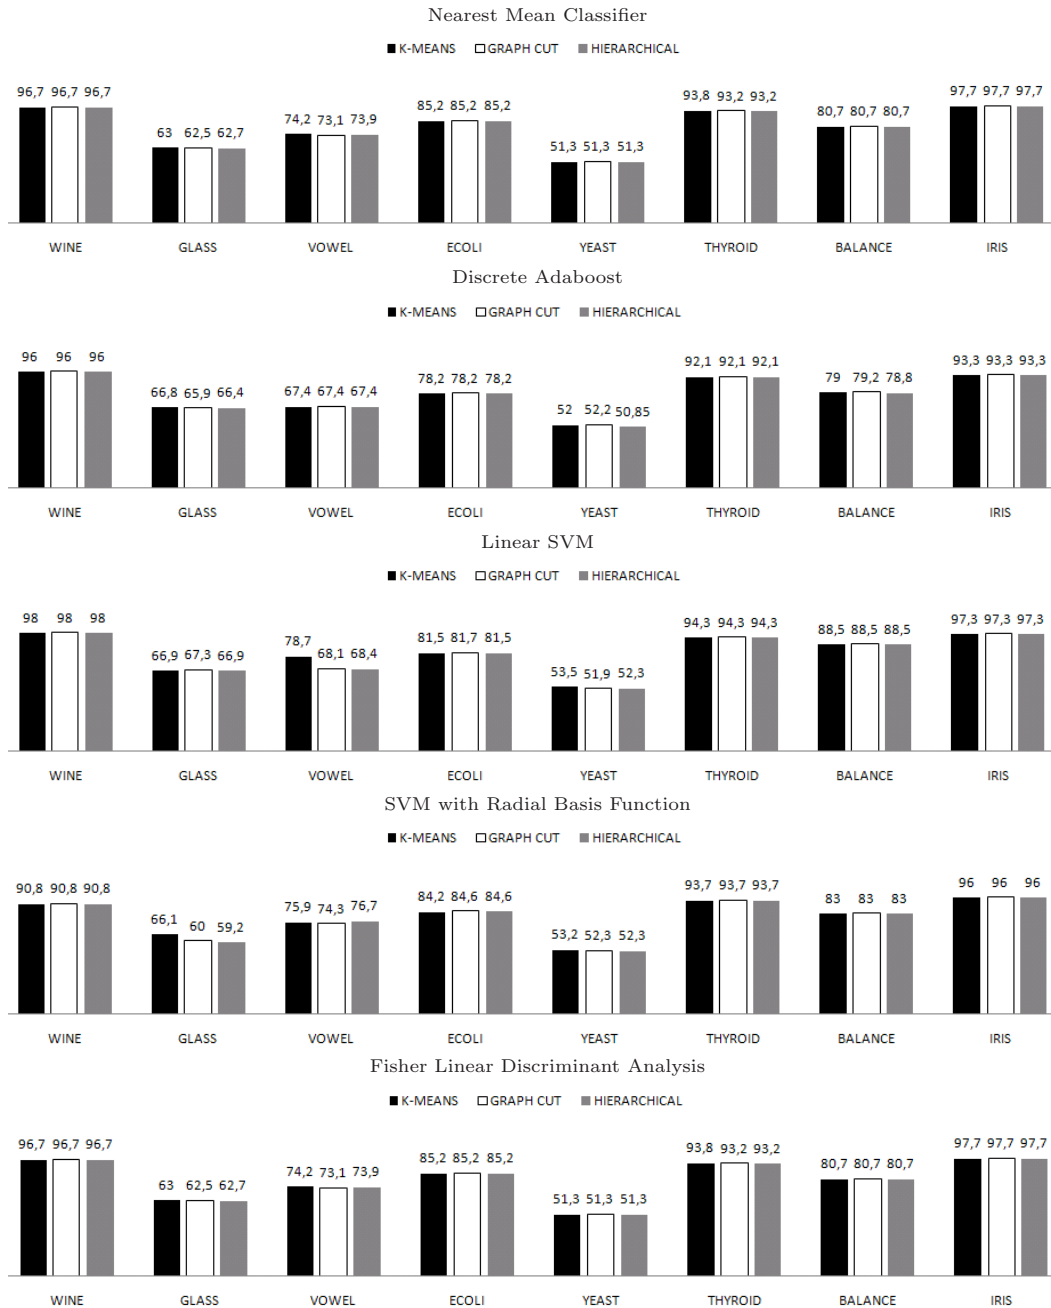 Nearest Mean Classifier
K-MEANS GRAPH CUT HIERARCHICAL
96,7 96,7 96,7 63 62,5 62,7 74,2 73,1 73,9 85,2 85,2 85,2 51,3 51,3 51,3 93,8 93,2 93,2 80,7 80,7 80,7 97,7 97,7 97,7
WINE GLASS VOWEL ECOLI YEAST THYROID BALANCE IRIS
Discrete Adaboost
K-MEANS GRAPH CUT HIERARCHICAL
96 96 96 66,8 65,9 66,4 67,4 67,4 67,4 78,2 78,2 78,2 52 52,2 50,85 92,1 92,1 92,1 79 79,2 78,8 93,3 93,3 93,3
WINE GLASS VOWEL ECOLI YEAST THYROID BALANCE IRIS
Linear SVM
K-MEANS GRAPH CUT HIERARCHICAL
98 98 98 66,9 67,3 66,9 78,7 68,1 68,4 81,5 81,7 81,5 53,5 51,9 52,3 94,3 94,3 94,3 88,5 88,5 88,5 97,3 97,3 97,3
WINE GLASS VOWEL ECOLI YEAST THYROID BALANCE IRIS
SVM with Radial Basis Function
K-MEANS GRAPH CUT HIERARCHICAL
90,8 90,8 90,8 66,1 60 59,2 75,9 74,3 76,7 84,2 84,6 84,6 53,2 52,3 52,3 93,7 93,7 93,7 83 83 83 96 96 96
WINE GLASS VOWEL ECOLI YEAST THYROID BALANCE IRIS
Fisher Linear Discriminant Analysis
K-MEANS GRAPH CUT HIERARCHICAL
96,7 96,7 96,7 63 62,5 62,7 74,2 73,1 73,9 85,2 85,2 85,2 51,3 51,3 51,3 93,8 93,2 93,2 80,7 80,7 80,7 97,7 97,7 97,7
WINE GLASS VOWEL ECOLI YEAST THYROID BALANCE IRIS